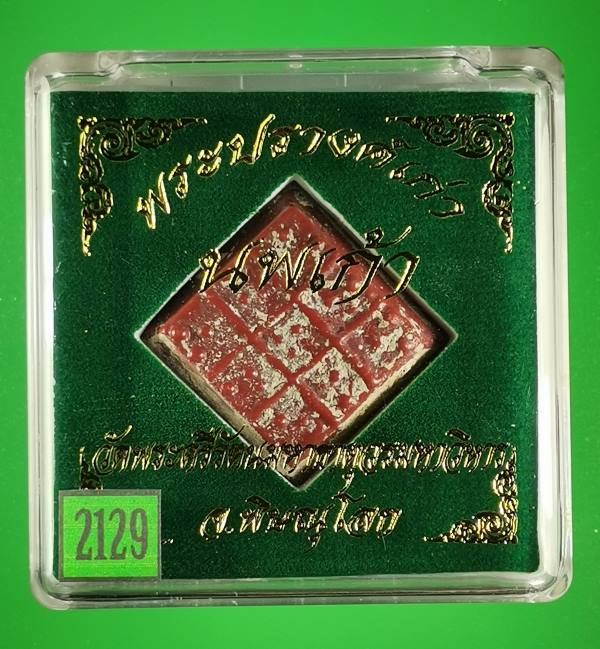 พระปรางค์เก่า
นพเก้า
วัดพระศรีรัตนมหาธาตุวรมหาวิหาร
จ.พิษณุโลก
2129